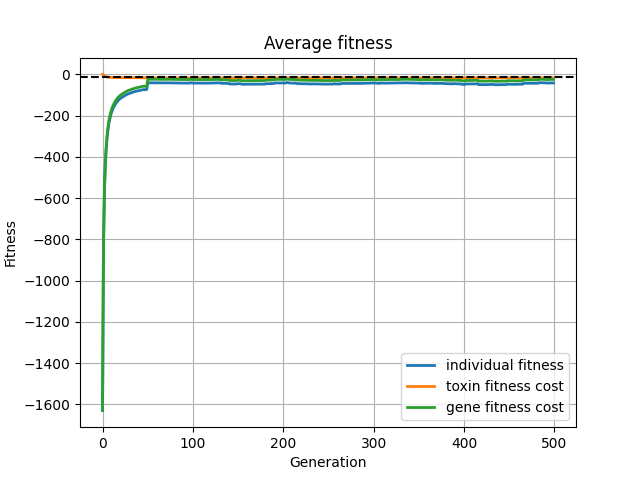 Average fitness
Fitness
0
−200
−400
−600
−800
−1000
−1200
−1400
−1600
individual fitness
toxin fitness cost
gene fitness cost
0 100 200 300 400 500
Generation